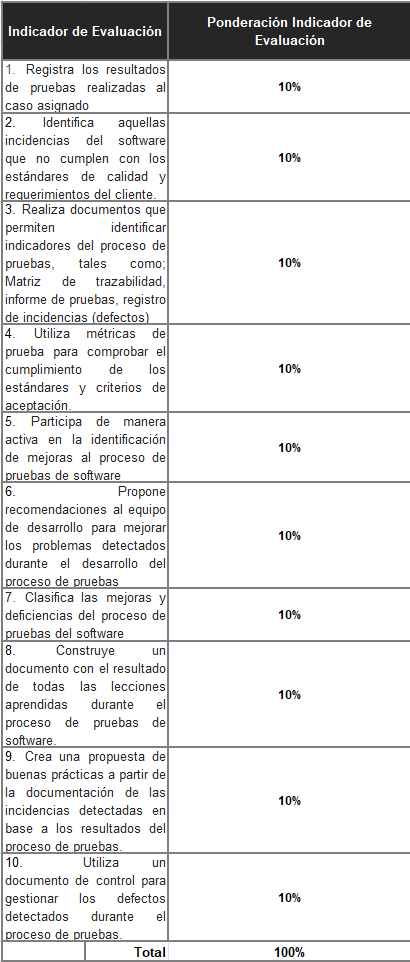 Indicador de Evaluación
Ponderación Indicador de
Evaluación
1. Registra los resultados
de pruebas realizadas al
caso asignado
10%
2. Identifica aquellas
incidencias del software
que no cumplen con los
estándares de calidad y
requerimientos del cliente.
10%
3. Realiza documentos que
permiten identificar
indicadores del proceso de
pruebas, tales como;
Matriz de trazabilidad,
informe de pruebas, registro
de incidencias (defectos)
10%
4. Utiliza métricas de
prueba para comprobar el
cumplimiento de los
estándares y criterios de
aceptación.
10%
5. Participa de manera
activa en la identificación
de mejoras al proceso de
pruebas de software
10%
6. Propone
recomendaciones al equipo
de desarrollo para mejorar
los problemas detectados
durante el desarrollo del
proceso de pruebas
10%
7. Clasifica las mejoras y
deficiencias del proceso de
pruebas del software
10%
8. Construye un
documento con el resultado
de todas las lecciones
aprendidas durante el
proceso de pruebas de
software.
10%
9. Crea una propuesta de
buenas prácticas a partir de
la documentación de las
incidencias detectadas en
base a los resultados del
proceso de pruebas.
10%
10. Utiliza un
documento de control para
gestionar los defectos
detectados durante el
proceso de pruebas.
10%
Total 100%